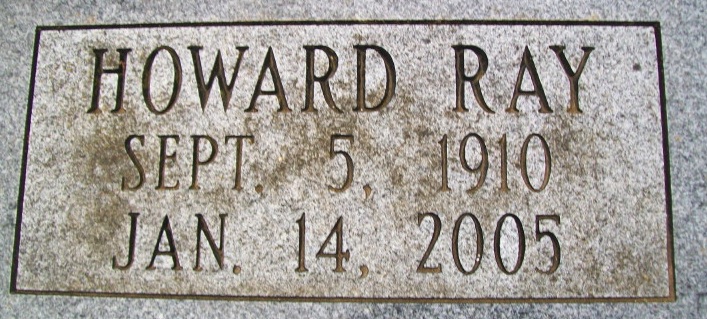 HOWARD RAY
SEPT. 5, 1910
JAN. 14, 2005